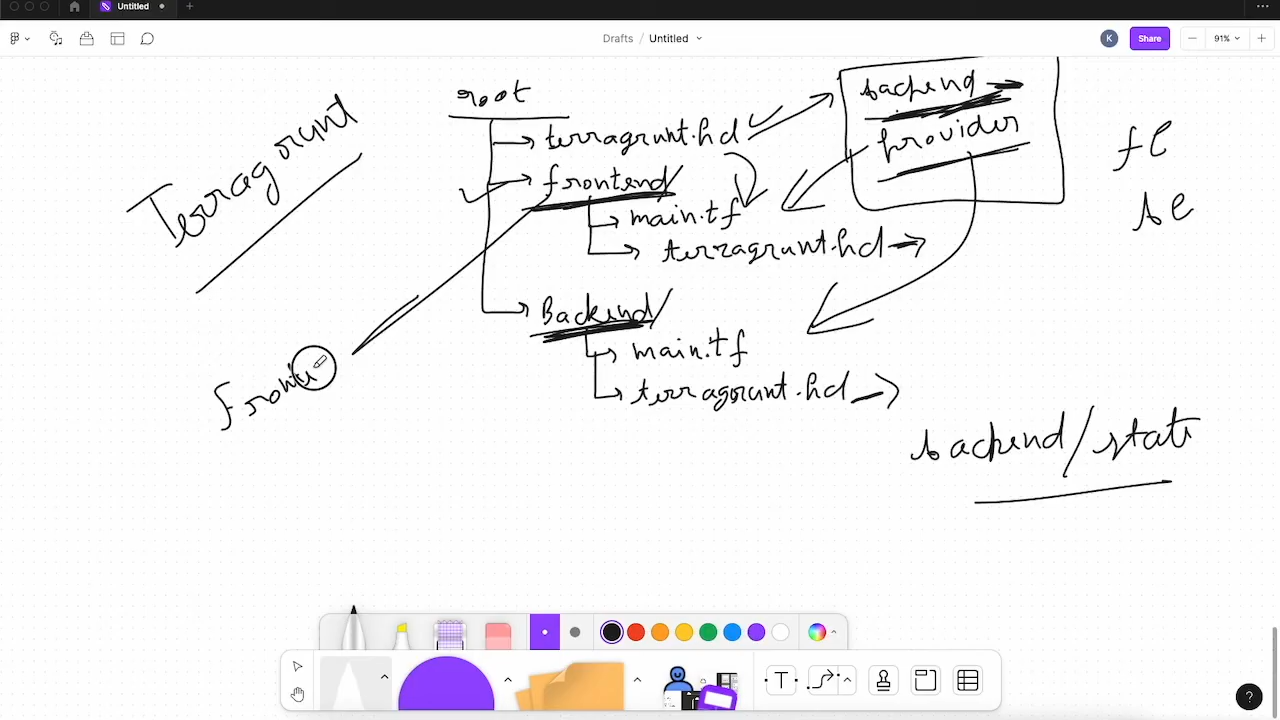 Untitled
Drafts / Untitled
Share
91%
K
Terragrunt
root
terragrunt.hcl
frontend/
main.tf
terragrunt.hcl
Backend/
main.tf
terragrunt.hcl
backend
provider
fe
be
backend/state
?
T